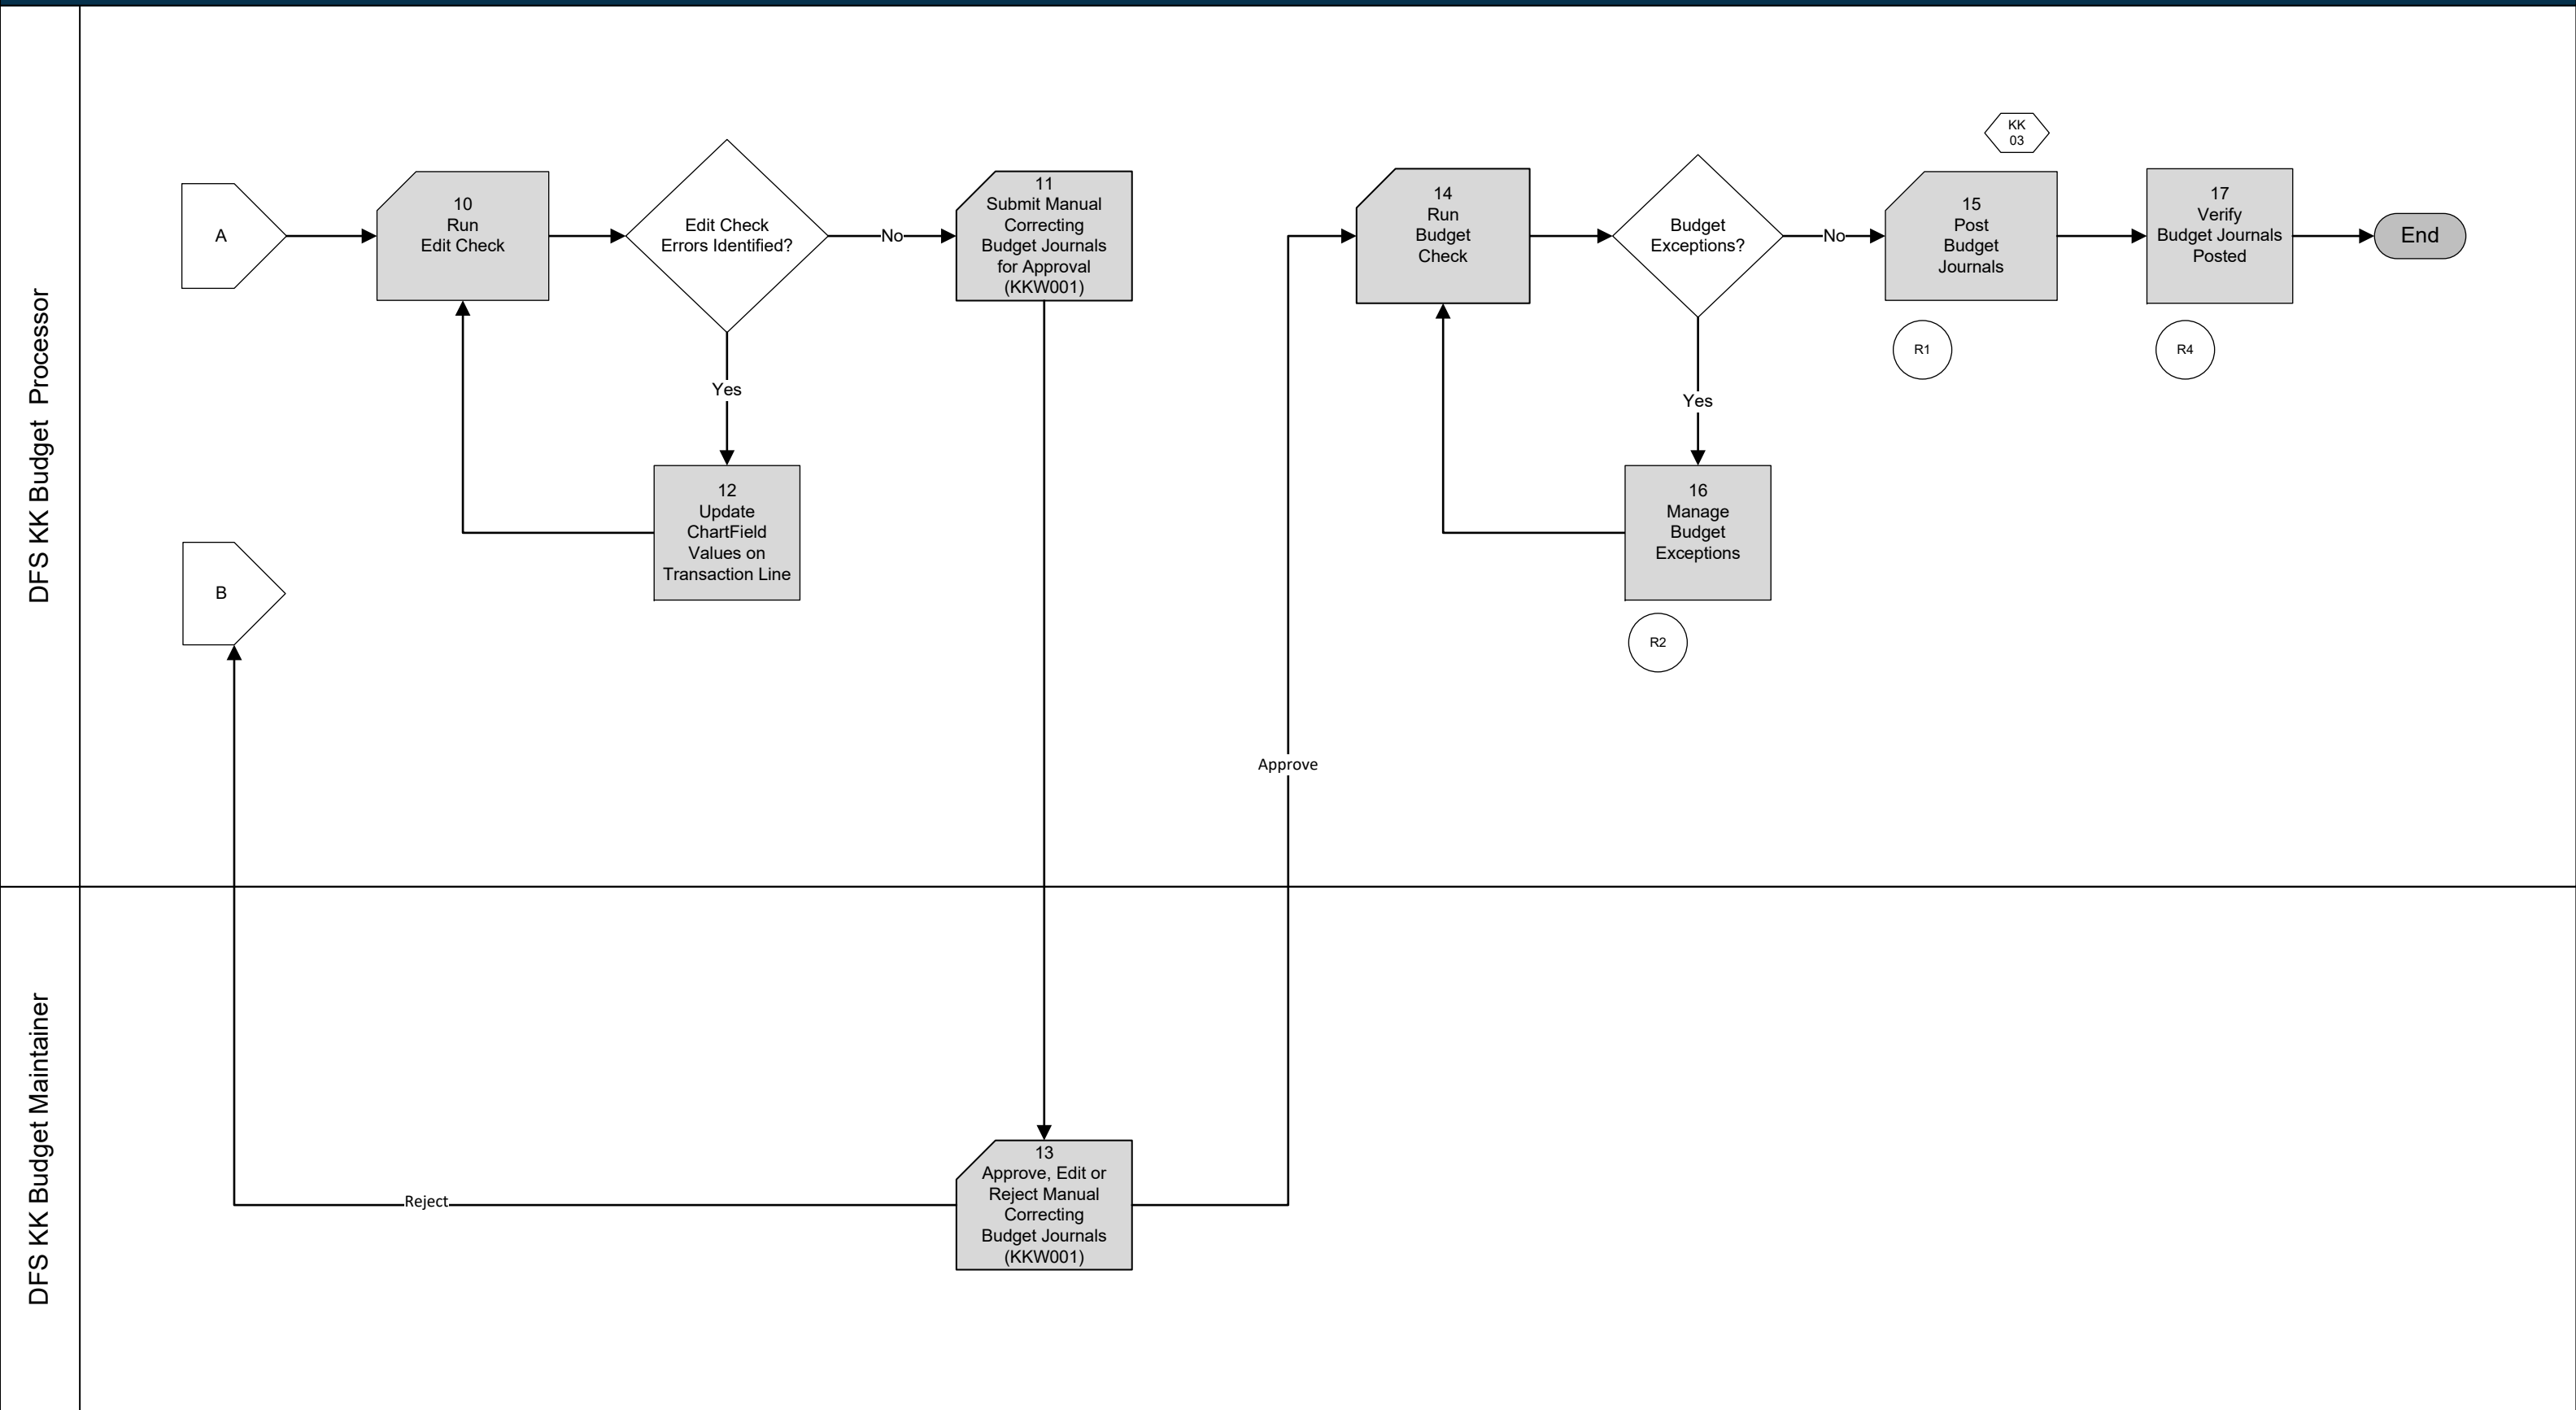 DFS KK Budget  Processor
A
10
Run
Edit Check
Edit Check
Errors Identified?
No
11
Submit Manual
Correcting
Budget Journals
for Approval
(KKW001)
Yes
12
Update
ChartField
Values on
Transaction Line
B
14
Run
Budget
Check
Budget
Exceptions?
No
KK
03
15
Post
Budget
Journals
R1
17
Verify
Budget Journals
Posted
R4
End
Yes
16
Manage
Budget
Exceptions
R2
Approve
DFS KK Budget Maintainer
Reject
13
Approve, Edit or
Reject Manual
Correcting
Budget Journals
(KKW001)